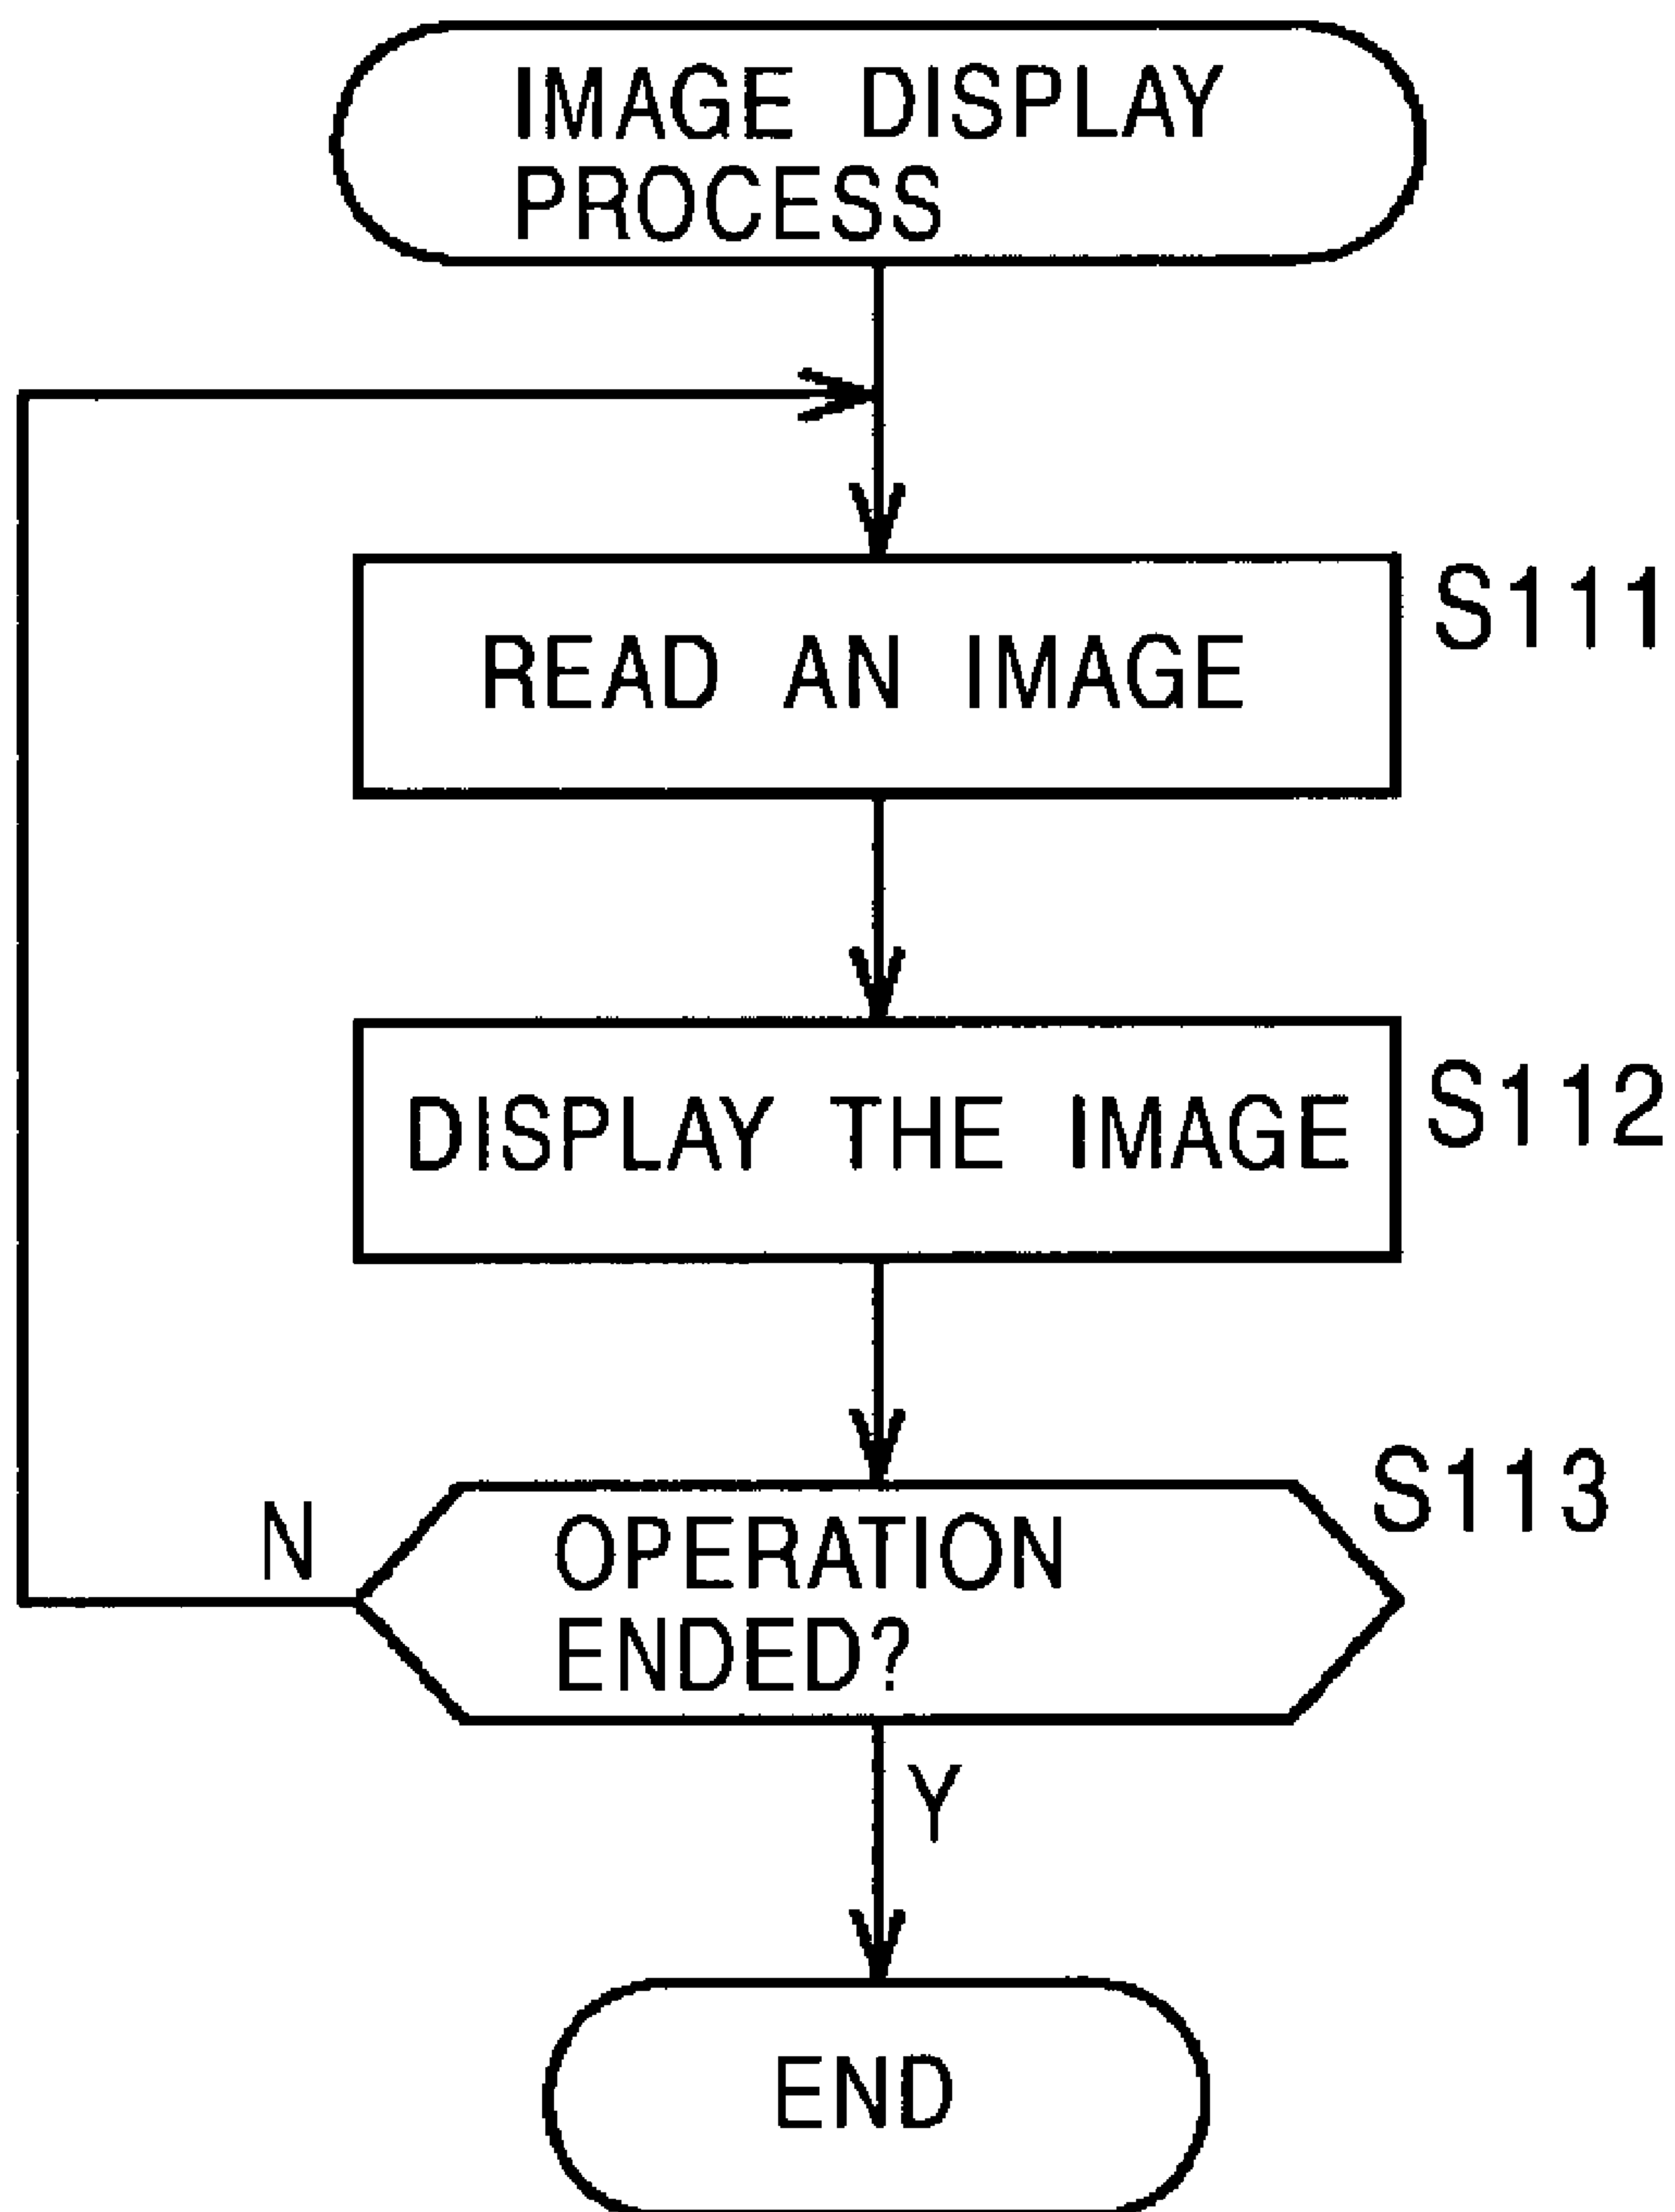 IMAGE DISPLAY
PROCESS
READ AN IMAGE
S111
DISPLAY THE IMAGE
S112
S113
N
OPERATION
ENDED?
Y
END